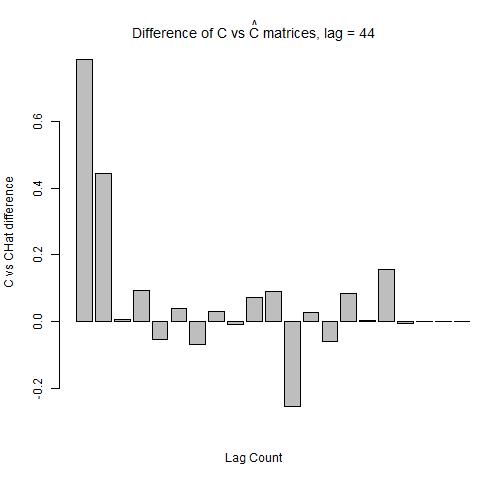 Difference of C vs Ĉ matrices, lag = 44
C vs CHat difference
0.6
0.4
0.2
0.0
-0.2
Lag Count